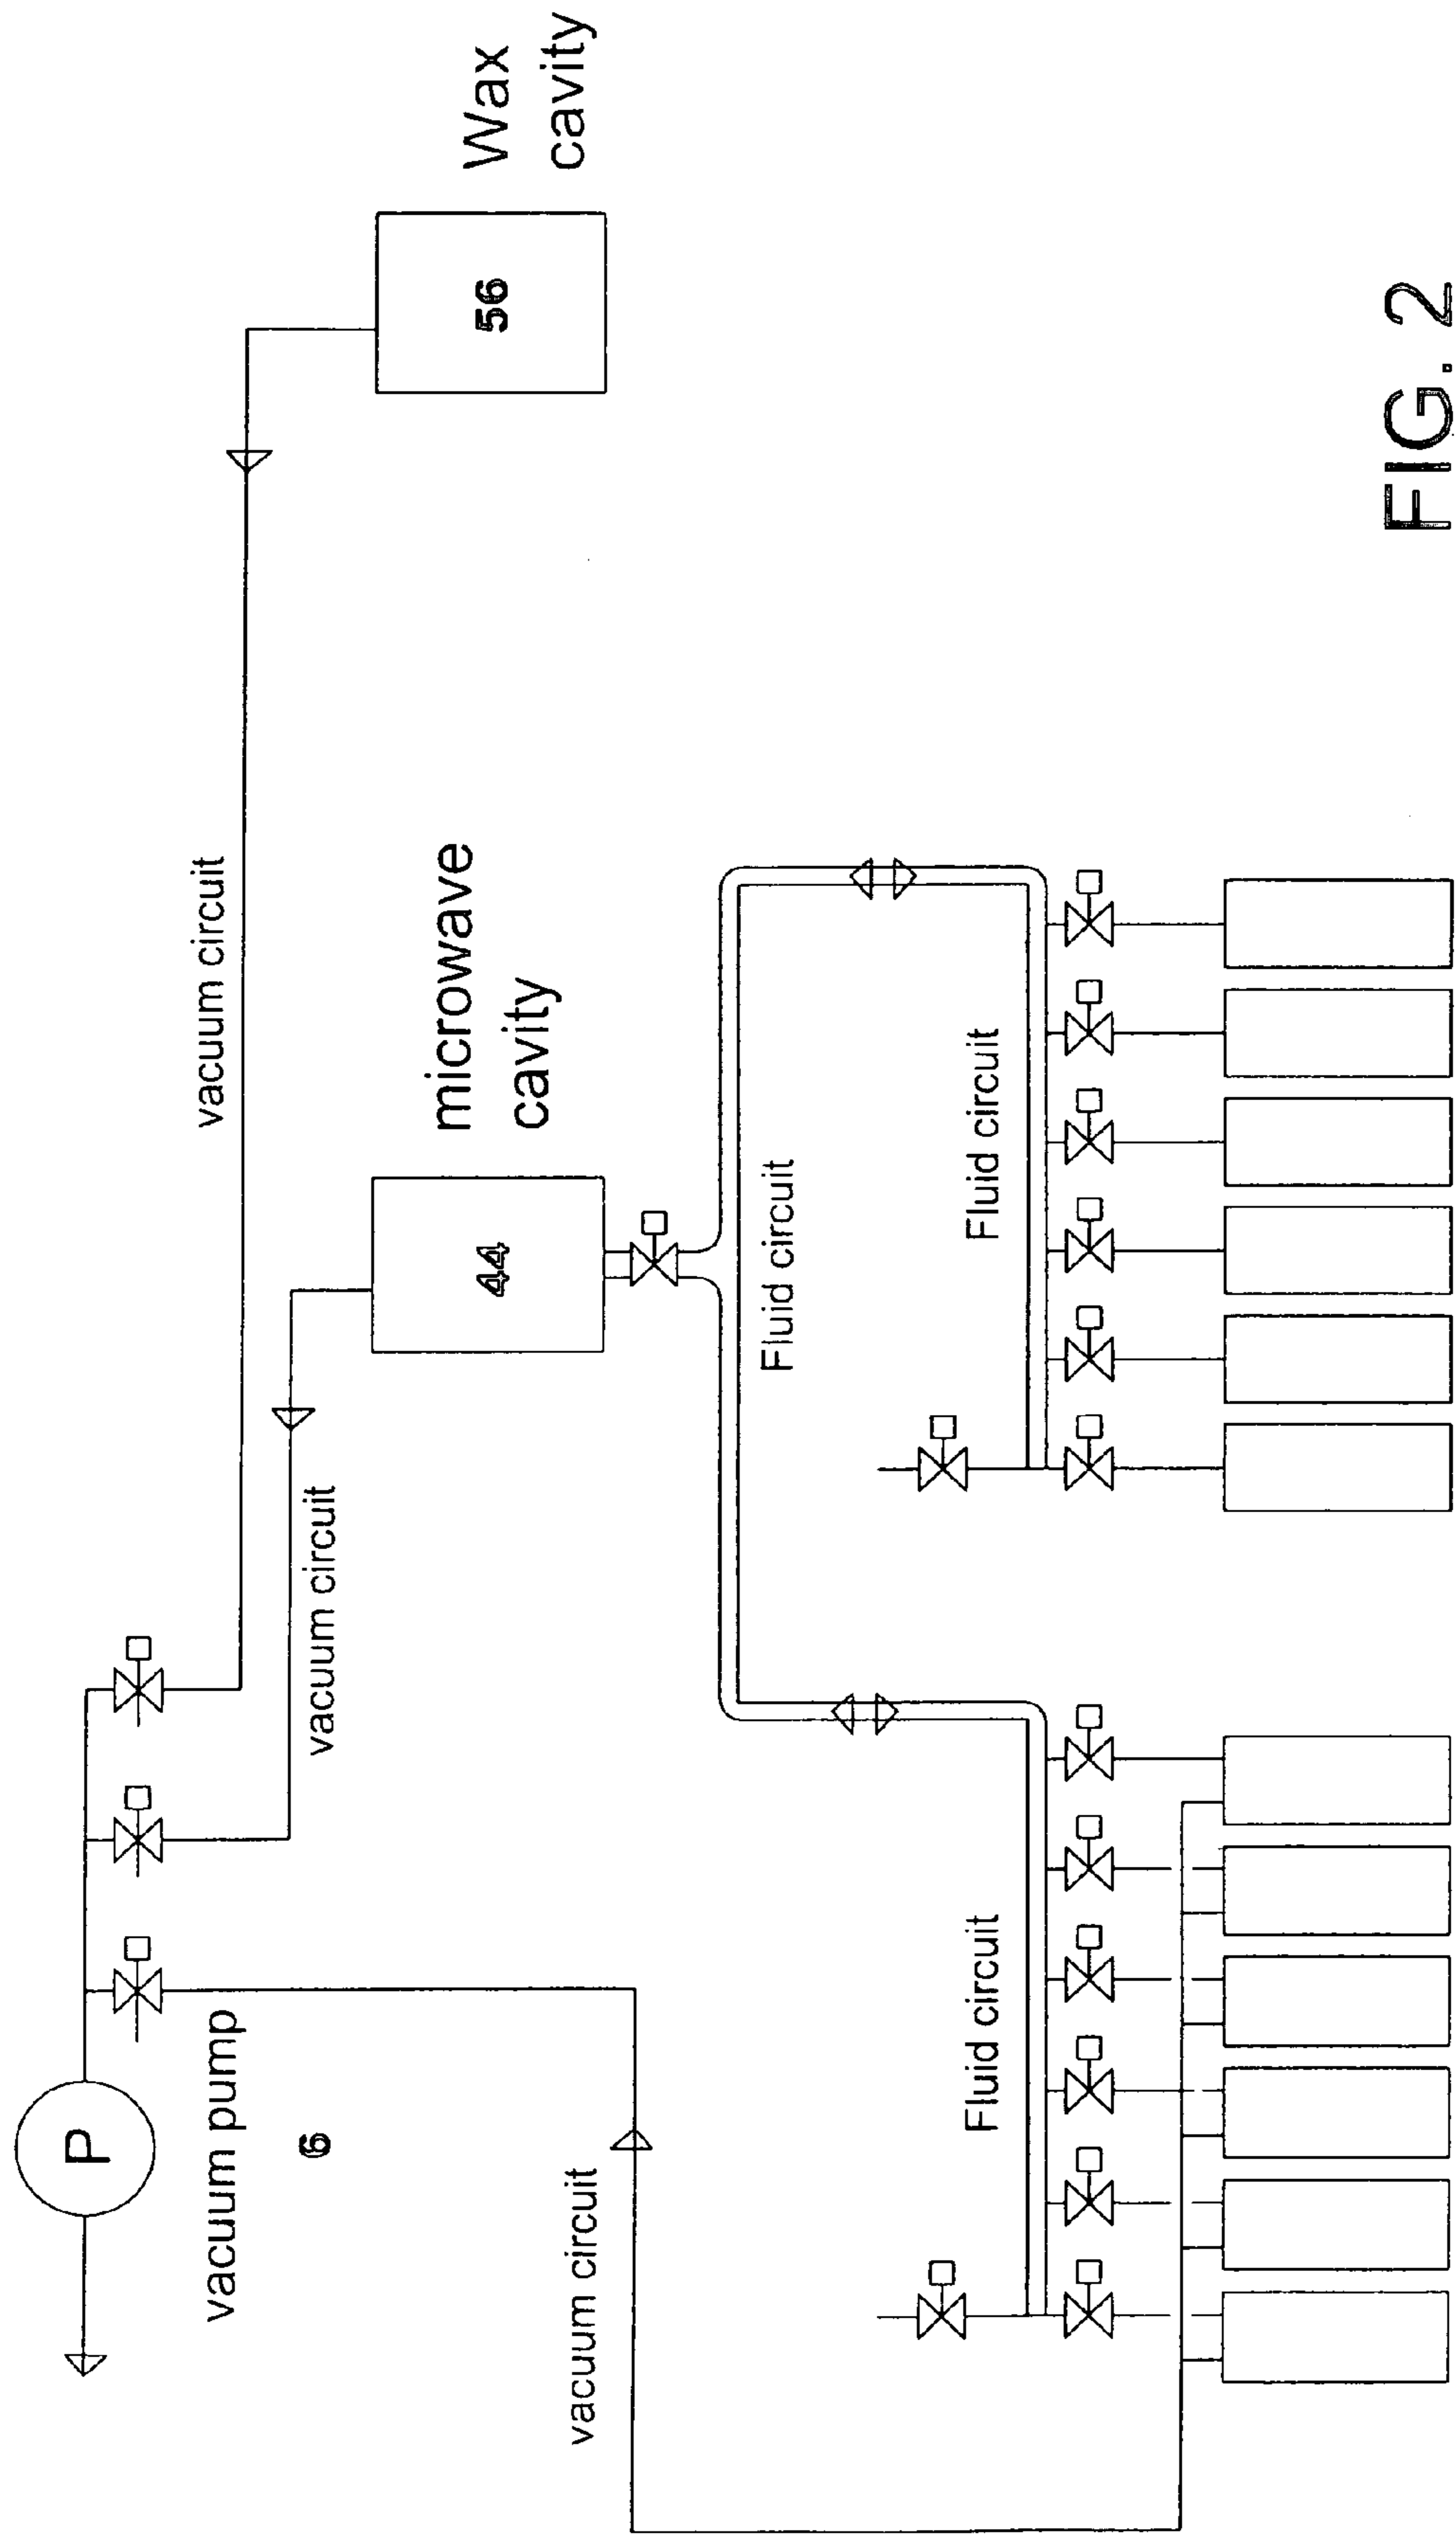 P
vacuum pump
6
vacuum circuit
vacuum circuit
vacuum circuit
44
microwave
cavity
56
Wax
cavity
Fluid circuit
Fluid circuit
Fluid circuit
FIG. 2